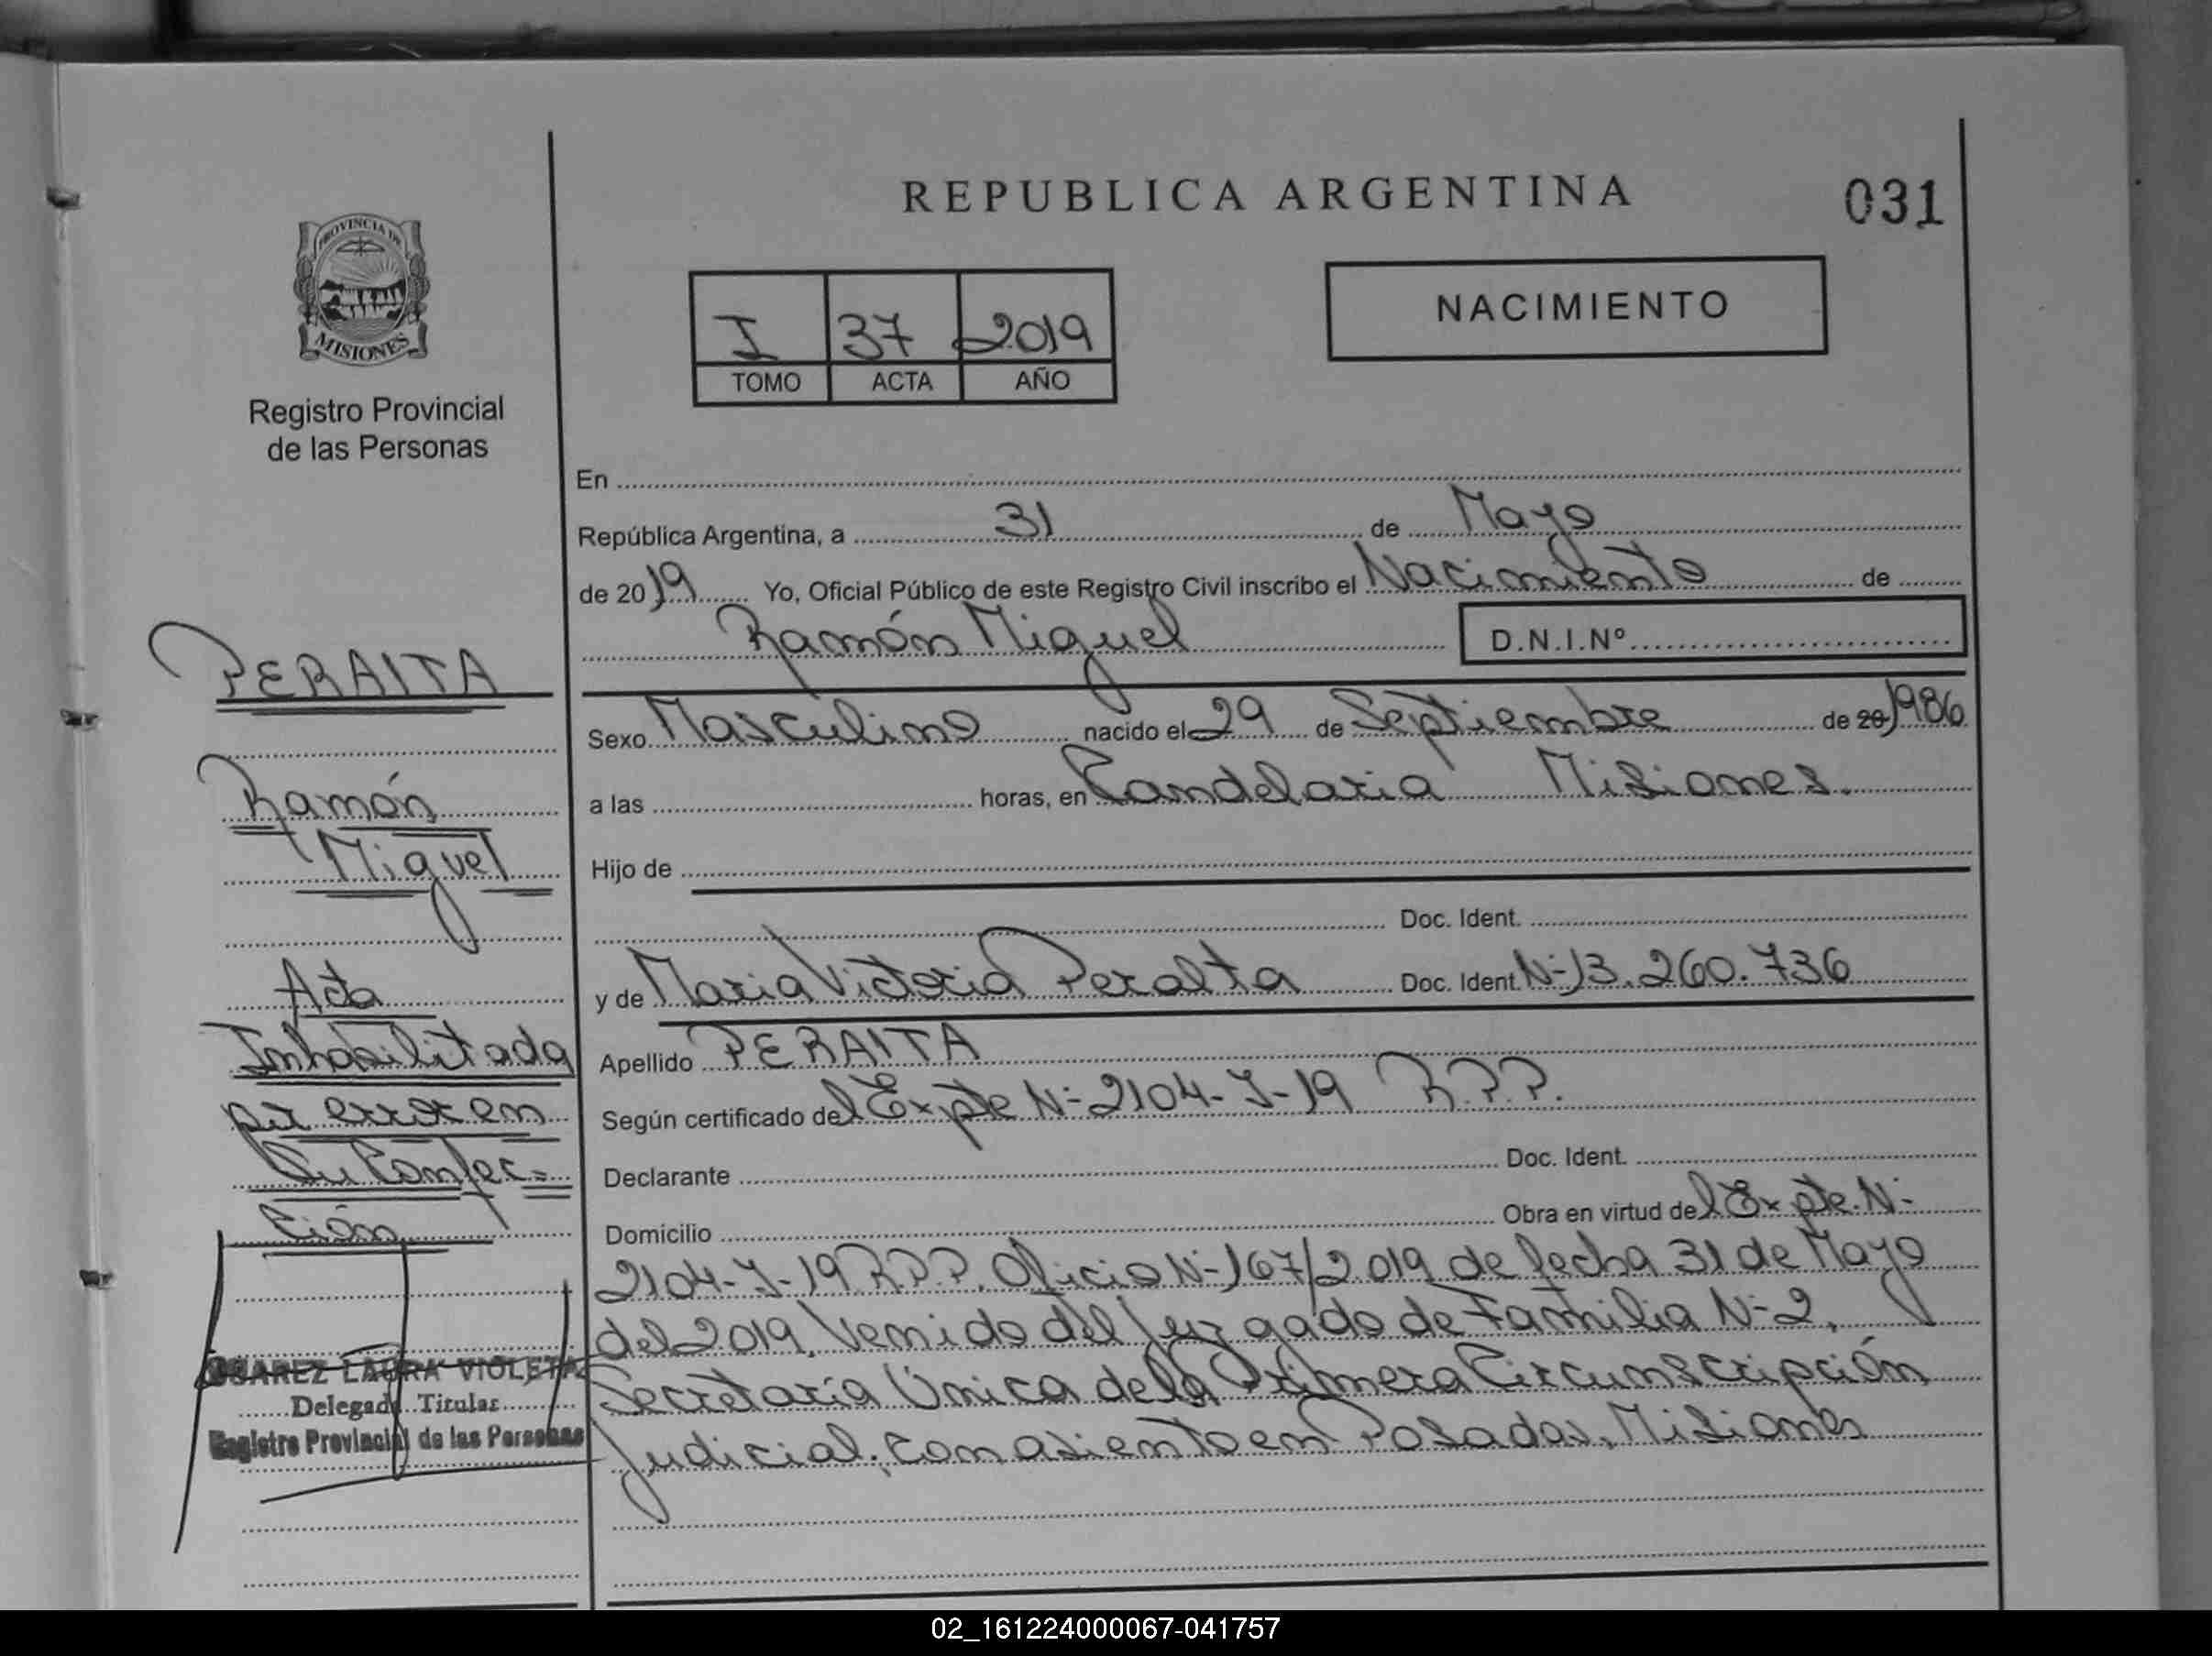 REPUBLICA ARGENTINA
031
PROVINCIA DE
MISIONES
Registro Provincial
de las Personas
I 37 2019
TOMO ACTA AÑO
NACIMIENTO
En
República Argentina, a 31 de Mayo
de 2019 Yo, Oficial Público de este Registro Civil inscribo el Nacimiento de
Ramón Miguel D.N.I.Nº
Sexo Masculino nacido el 29 de Septiembre de 20 1986
a las horas, en Candelaria Misiones.
Hijo de
Doc. Ident.
y de Maria Victoria Peralta Doc. Ident. N-13.260.736
Apellido PERAITA
Según certificado del Expte N-2104-J-19 R.P.P.
Declarante Doc. Ident.
Domicilio Obra en virtud del Expte. N-
2104-J-19 R.P.P. Oficio N-167/2019 de fecha 31 de Mayo
del 2019, Venido del Juzgado de Familia N-2,
Secretaría Única de la Primera Circunscripción
Judicial, con asiento en Posadas, Misiones
PERAITA
Ramón
Miguel
Acta
Inhabilitada
por error en
Su Confec=
ción
SUAREZ LAURA VIOLETA
Delegada Titular
Registro Provincial de las Personas
02_161224000067-041757